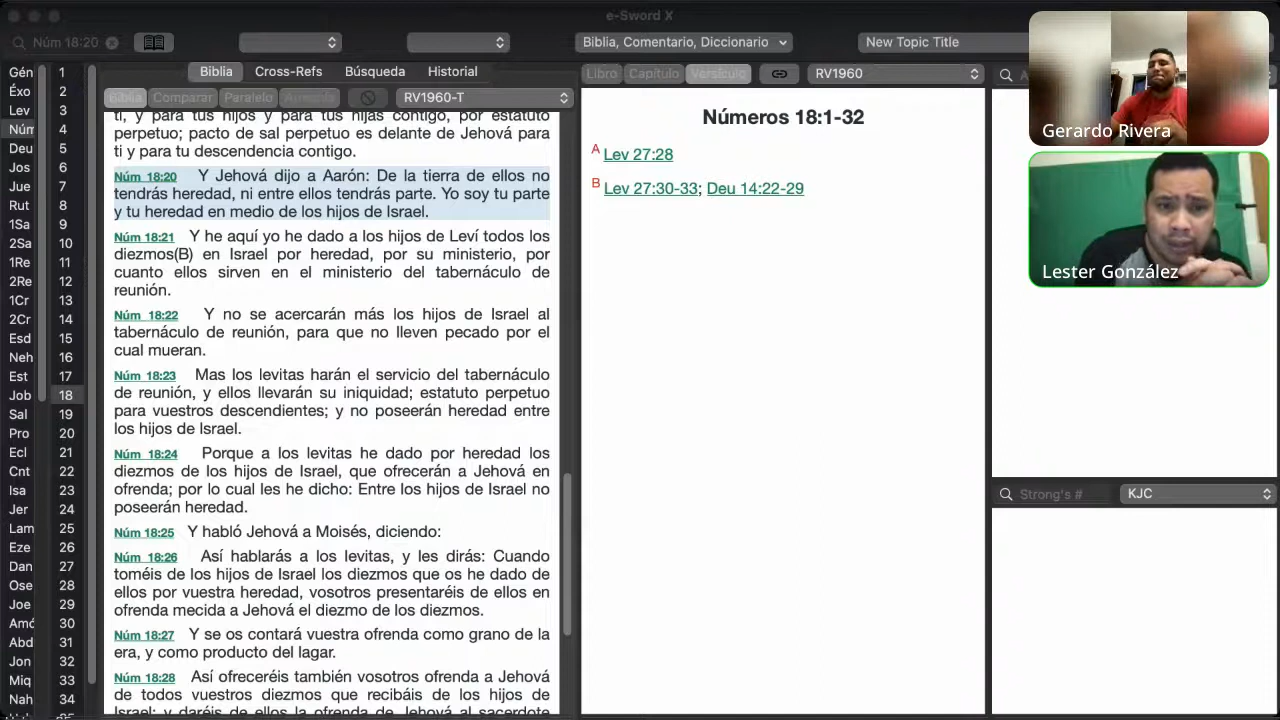 e-Sword X
Núm 18:20
Biblia, Comentario, Diccionario
New Topic Title
Gén
Éxo
Lev
Núm
Deu
Jos
Jue
Rut
1Sa
2Sa
1Re
2Re
1Cr
2Cr
Esd
Neh
Est
Job
Sal
Pro
Ecl
Cnt
Isa
Jer
Lam
Eze
Dan
Ose
Joe
Amó
Abd
Jon
Miq
Nah
1
2
3
4
5
6
7
8
9
10
11
12
13
14
15
16
17
18
19
20
21
22
23
24
25
26
27
28
29
30
31
32
33
34
Biblia
Cross-Refs
Búsqueda
Historial
Biblia
Comparar
Paralelo
RV1960-T
ti, y para tus hijos y para tus hijas contigo, por estatuto
perpetuo; pacto de sal perpetuo es delante de Jehová para
ti y para tu descendencia contigo.
Núm 18:20 Y Jehová dijo a Aarón: De la tierra de ellos no
tendrás heredad, ni entre ellos tendrás parte. Yo soy tu parte
y tu heredad en medio de los hijos de Israel.
Núm 18:21 Y he aquí yo he dado a los hijos de Leví todos los
diezmos(B) en Israel por heredad, por su ministerio, por
cuanto ellos sirven en el ministerio del tabernáculo de
reunión.
Núm 18:22 Y no se acercarán más los hijos de Israel al
tabernáculo de reunión, para que no lleven pecado por el
cual mueran.
Núm 18:23 Mas los levitas harán el servicio del tabernáculo
de reunión, y ellos llevarán su iniquidad; estatuto perpetuo
para vuestros descendientes; y no poseerán heredad entre
los hijos de Israel.
Núm 18:24 Porque a los levitas he dado por heredad los
diezmos de los hijos de Israel, que ofrecerán a Jehová en
ofrenda; por lo cual les he dicho: Entre los hijos de Israel no
poseerán heredad.
Núm 18:25 Y habló Jehová a Moisés, diciendo:
Núm 18:26 Así hablarás a los levitas, y les dirás: Cuando
toméis de los hijos de Israel los diezmos que os he dado de
ellos por vuestra heredad, vosotros presentaréis de ellos en
ofrenda mecida a Jehová el diezmo de los diezmos.
Núm 18:27 Y se os contará vuestra ofrenda como grano de la
era, y como producto del lagar.
Núm 18:28 Así ofreceréis también vosotros ofrenda a Jehová
de todos vuestros diezmos que recibáis de los hijos de
Israel; y daréis de ellos la ofrenda de Jehová al sacerdote
Libro
Capítulo
Versículo
RV1960
Números 18:1-32
A Lev 27:28
B Lev 27:30-33; Deu 14:22-29
Gerardo Rivera
Lester González
Strong's #
KJC